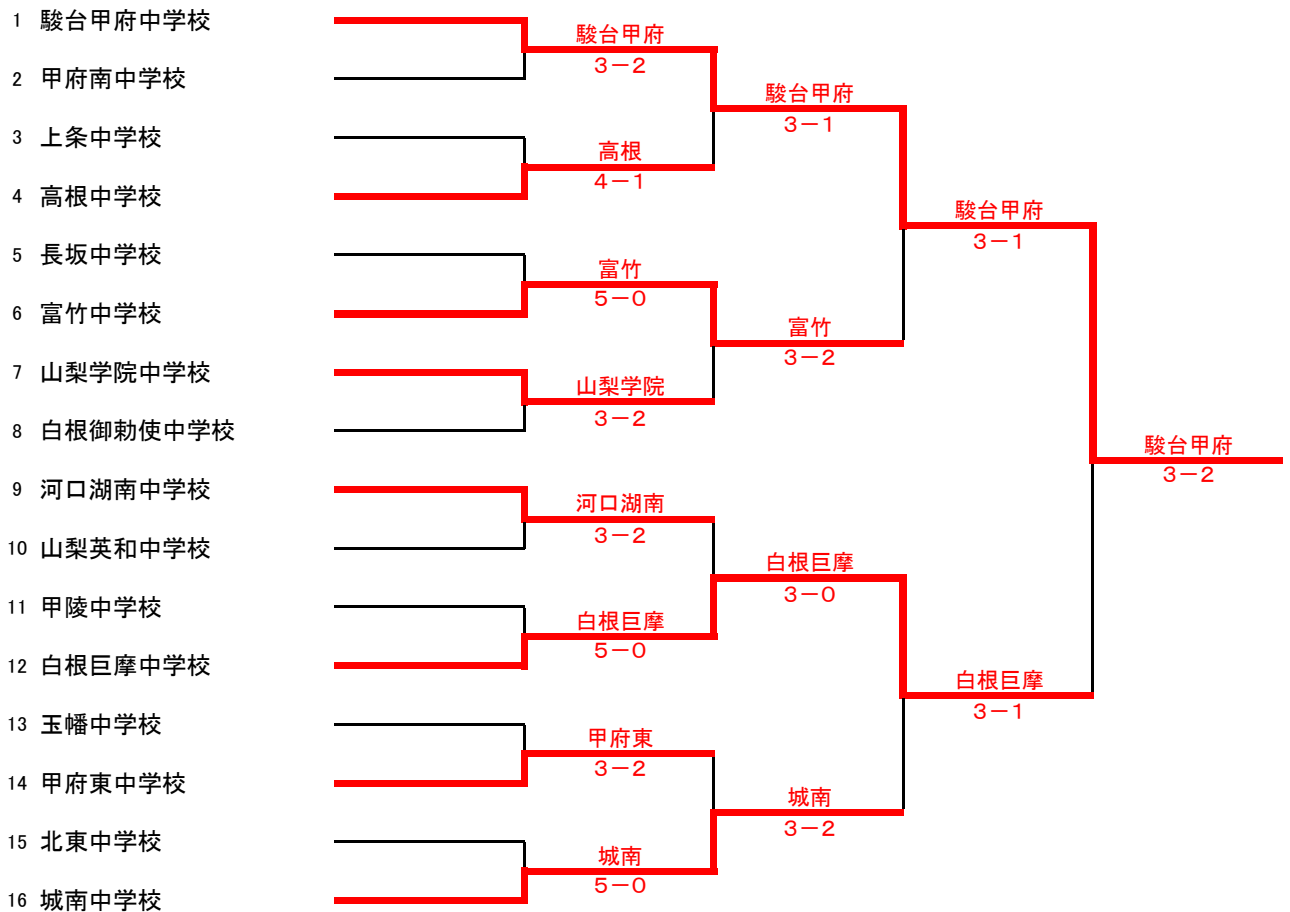 1 駿台甲府中学校
2 甲府南中学校
3 上条中学校
4 高根中学校
5 長坂中学校
6 富竹中学校
7 山梨学院中学校
8 白根御勅使中学校
9 河口湖南中学校
10 山梨英和中学校
11 甲陵中学校
12 白根巨摩中学校
13 玉幡中学校
14 甲府東中学校
15 北東中学校
16 城南中学校
駿台甲府
3－2
高根
4－1
富竹
5－0
山梨学院
3－2
河口湖南
3－2
白根巨摩
5－0
甲府東
3－2
城南
5－0
駿台甲府
3－1
富竹
3－2
白根巨摩
3－0
城南
3－2
駿台甲府
3－1
白根巨摩
3－1
駿台甲府
3－2